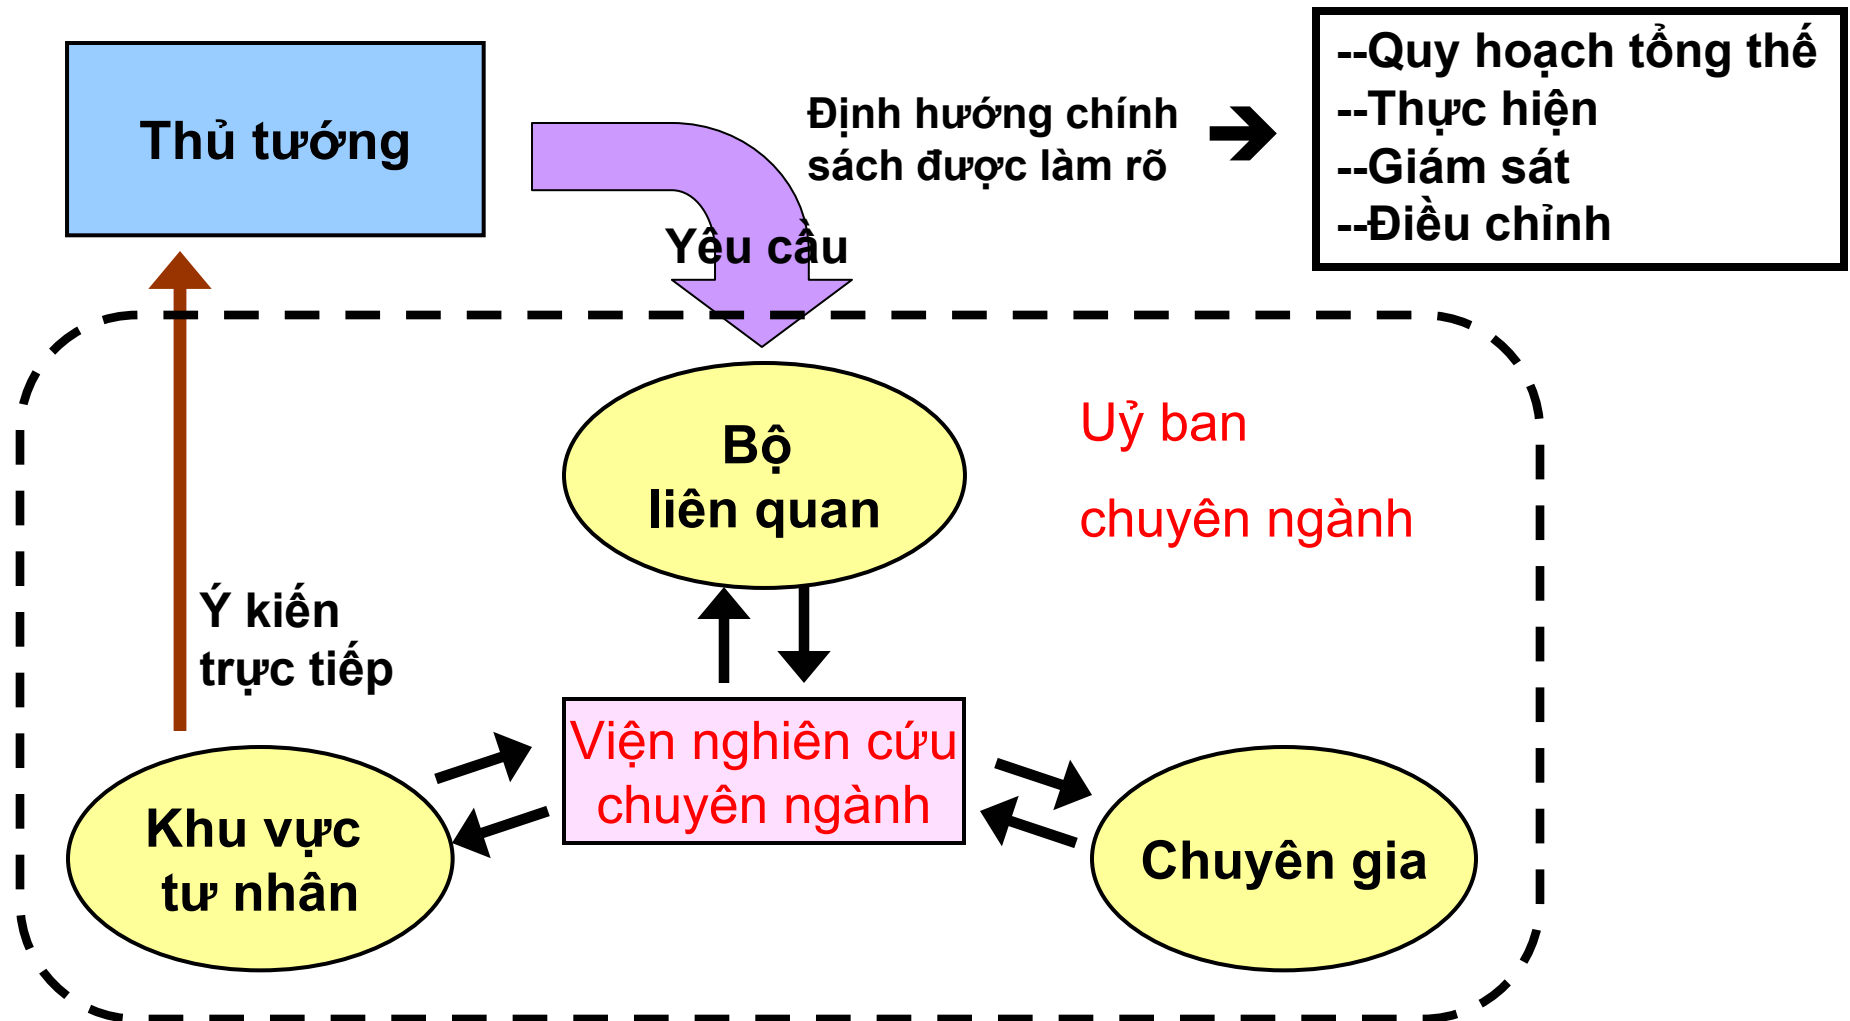 Thủ tướng
Định hướng chính
sách được làm rõ
--Quy hoạch tổng thế
--Thực hiện
--Giám sát
--Điều chỉnh
Yêu cầu
Bộ
liên quan
Uỷ ban
chuyên ngành
Ý kiến
trực tiếp
Viện nghiên cứu
chuyên ngành
Khu vực
tư nhân
Chuyên gia